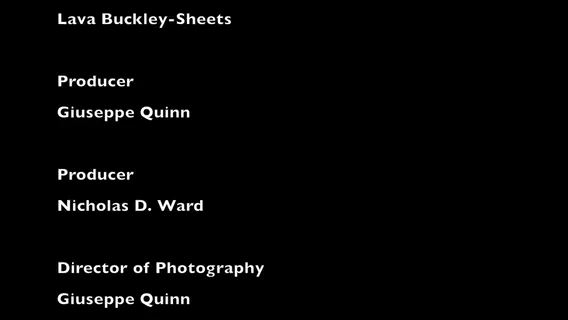 Lava Buckley-Sheets
Producer
Giuseppe Quinn
Producer
Nicholas D. Ward
Director of Photography
Giuseppe Quinn